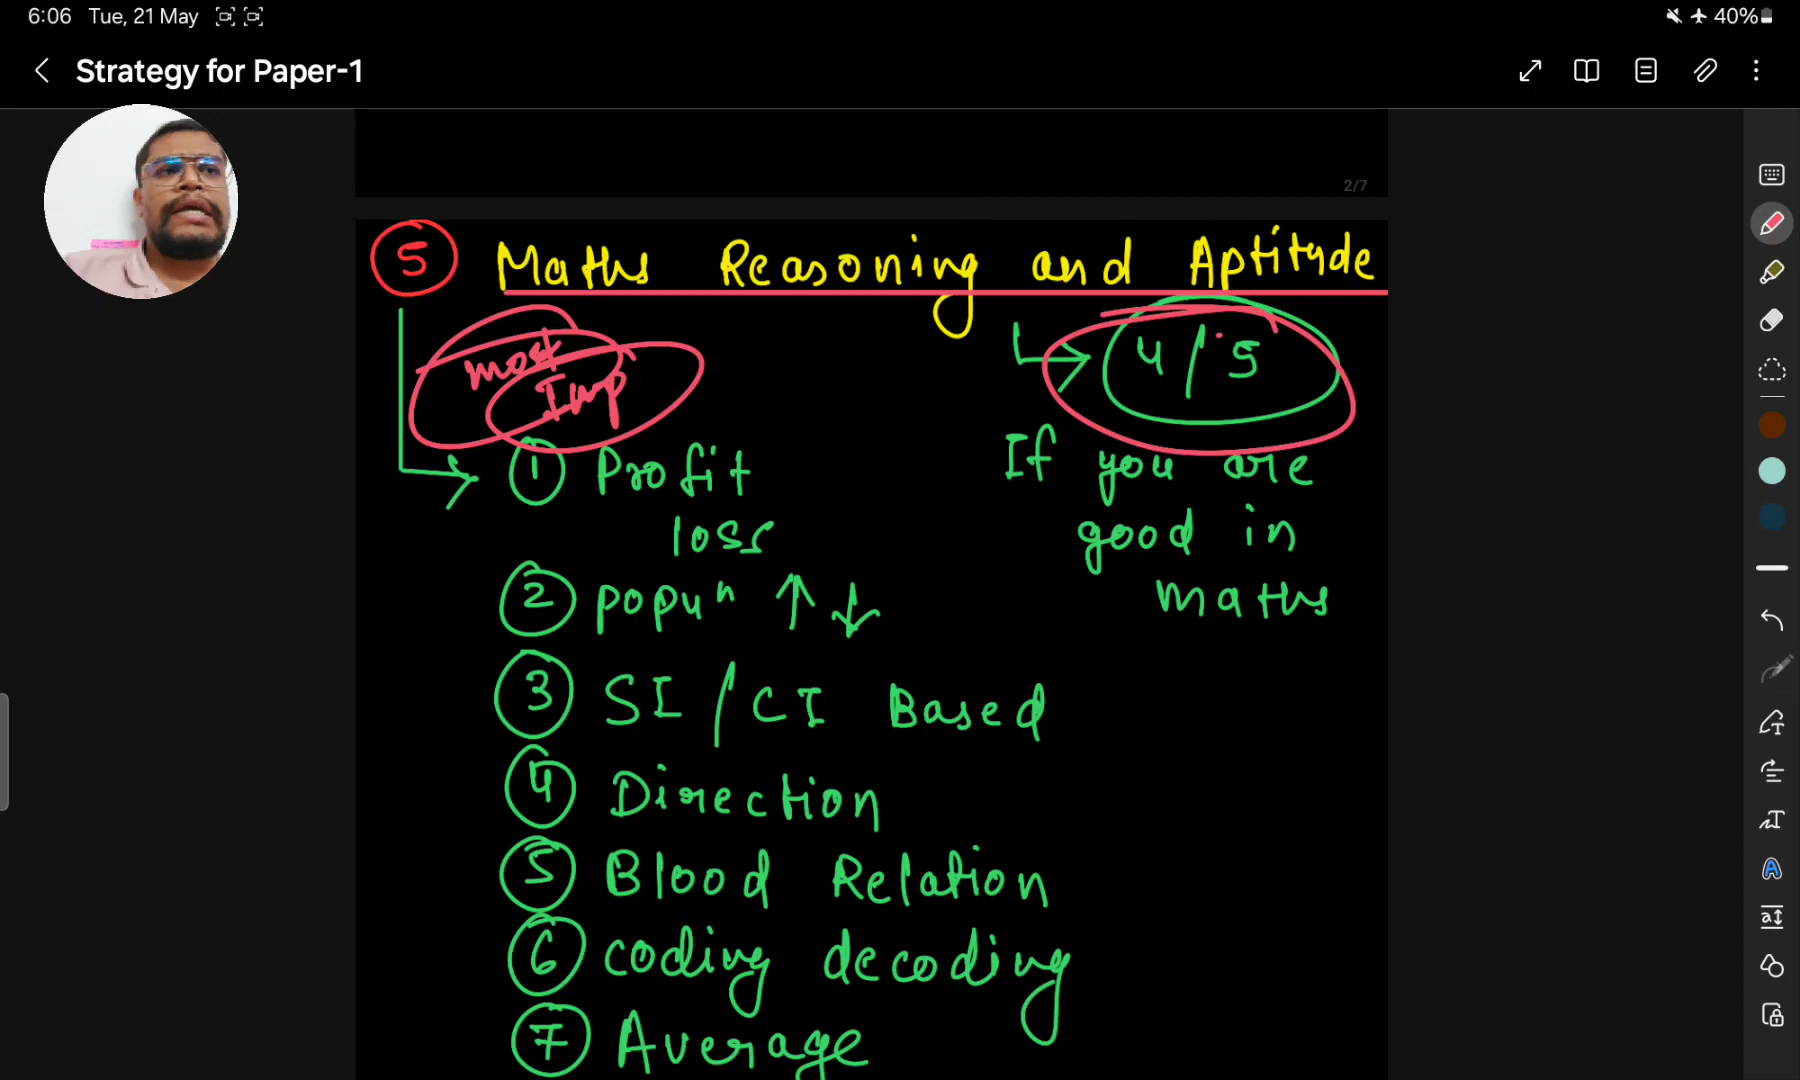 6:06 Tue, 21 May 40%
Strategy for Paper-1
2/7
5 Maths Reasoning and Aptitude
most
Imp
4/5
If you are
good in
maths
1 Profit
loss
2 popuⁿ ↑ ↓
3 SI / CI Based
4 Direction
5 Blood Relation
6 coding decoding
7 Average